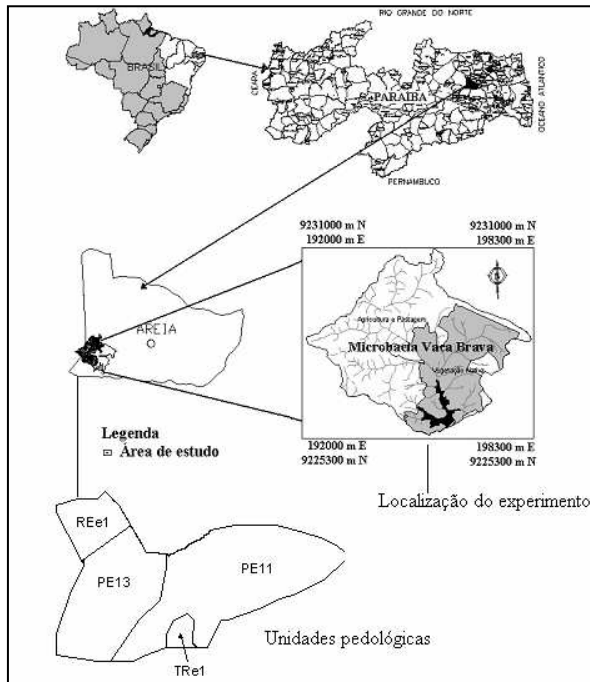 RIO GRANDE DO NORTE
BRASIL
CEARA
PARAIBA
OCEANO ATLANTICO
PERNAMBUCO
9231000 m N
192000 m E
9231000 m N
198300 m E
AREIA
Agricultura e Pastagem
Microbacia Vaca Brava
Vegetação Nativa
Legenda
Área de estudo
192000 m E
9225300 m N
198300 m E
9225300 m N
Localização do experimento
REe1
PE13
PE11
TRe1
Unidades pedológicas